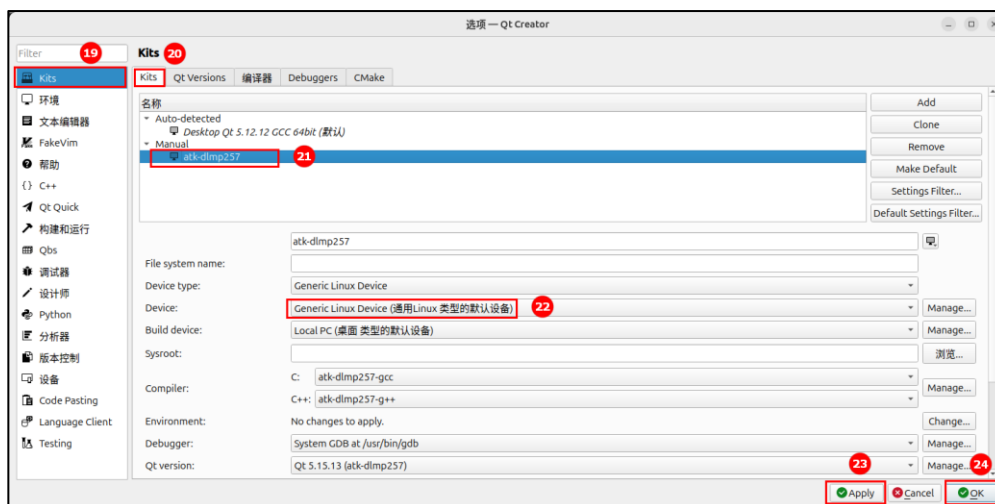 选项 — Qt Creator
Filter
19
Kits
20
Kits
环境
文本编辑器
FakeVim
帮助
{} C++
Qt Quick
构建和运行
Qbs
调试器
设计师
Python
分析器
版本控制
设备
Code Pasting
Language Client
Testing
Kits Qt Versions 编译器 Debuggers CMake
名称
Auto-detected
Desktop Qt 5.12.12 GCC 64bit (默认)
Manual
atk-dlmp257
21
Add
Clone
Remove
Make Default
Settings Filter...
Default Settings Filter...
atk-dlmp257
File system name:
Device type: Generic Linux Device
Device: Generic Linux Device (通用Linux 类型的默认设备) 22 Manage...
Build device: Local PC (桌面 类型的默认设备) Manage...
Sysroot: 浏览...
Compiler: C: atk-dlmp257-gcc Manage...
C++: atk-dlmp257-g++
Environment: No changes to apply. Change...
Debugger: System GDB at /usr/bin/gdb Manage...
Qt version: Qt 5.15.13 (atk-dlmp257) Manage...
23
24
Apply Cancel OK